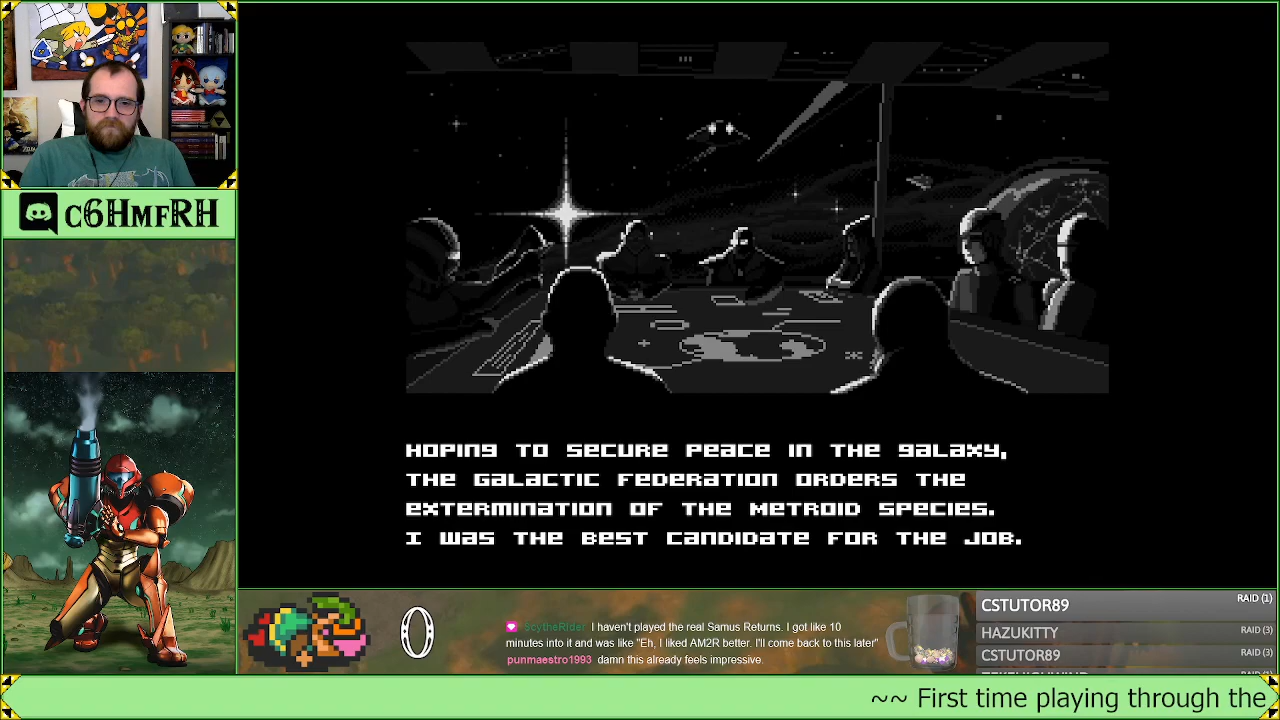 c6HmfRH
HOPING TO SECURE PEACE IN THE GALAXY,
THE GALACTIC FEDERATION ORDERS THE
EXTERMINATION OF THE METROID SPECIES.
I WAS THE BEST CANDIDATE FOR THE JOB.
0
ScytheRider I haven't played the real Samus Returns. I got like 10
minutes into it and was like "Eh, I liked AM2R better. I'll come back to this later"
punmaestro1993 damn this already feels impressive.
CSTUTOR89 RAID (1)
HAZUKITTY RAID (3)
CSTUTOR89 RAID (3)
~~ First time playing through the